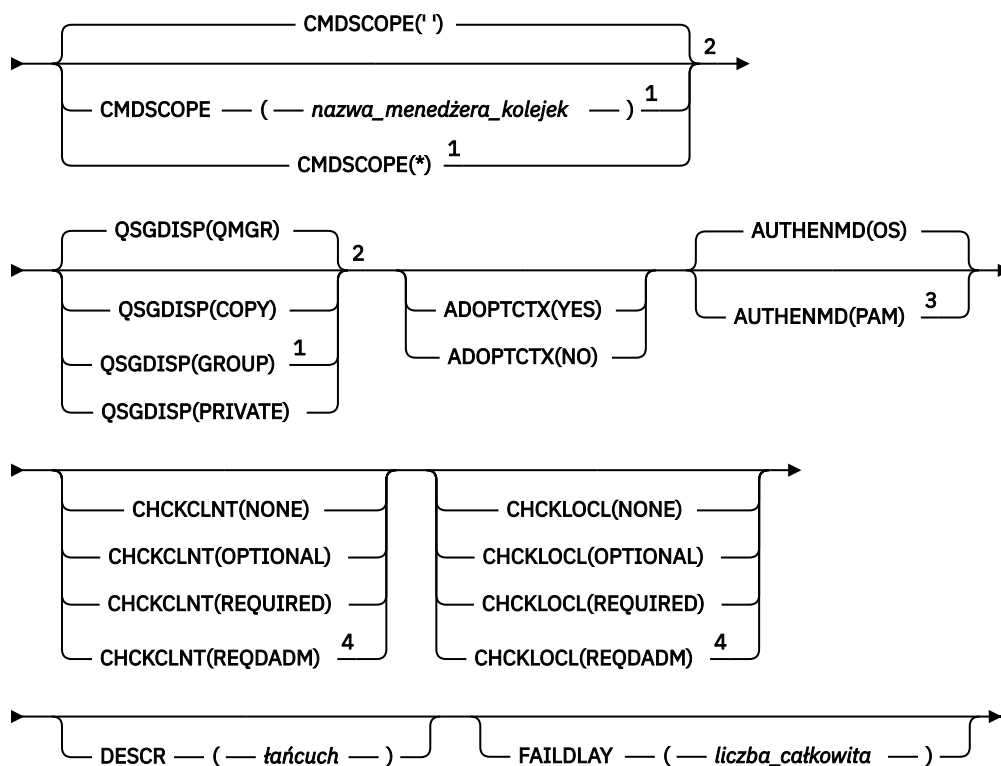 CMDSCOPE(' ')
2
CMDSCOPE ( nazwa_menedżera_kolejek ) 1
CMDSCOPE(*) 1
QSGDISP(QMGR)
AUTHENMD(OS)
2
QSGDISP(COPY)
ADOPTCTX(YES)
AUTHENMD(PAM) 3
QSGDISP(GROUP) 1
ADOPTCTX(NO)
QSGDISP(PRIVATE)
CHCKCLNT(NONE)
CHCKLOCL(NONE)
CHCKCLNT(OPTIONAL)
CHCKLOCL(OPTIONAL)
CHCKCLNT(REQUIRED)
CHCKLOCL(REQUIRED)
CHCKCLNT(REQDADM) 4
CHCKLOCL(REQDADM) 4
DESCR ( łańcuch )
FAILDLAY ( liczba_całkowita )